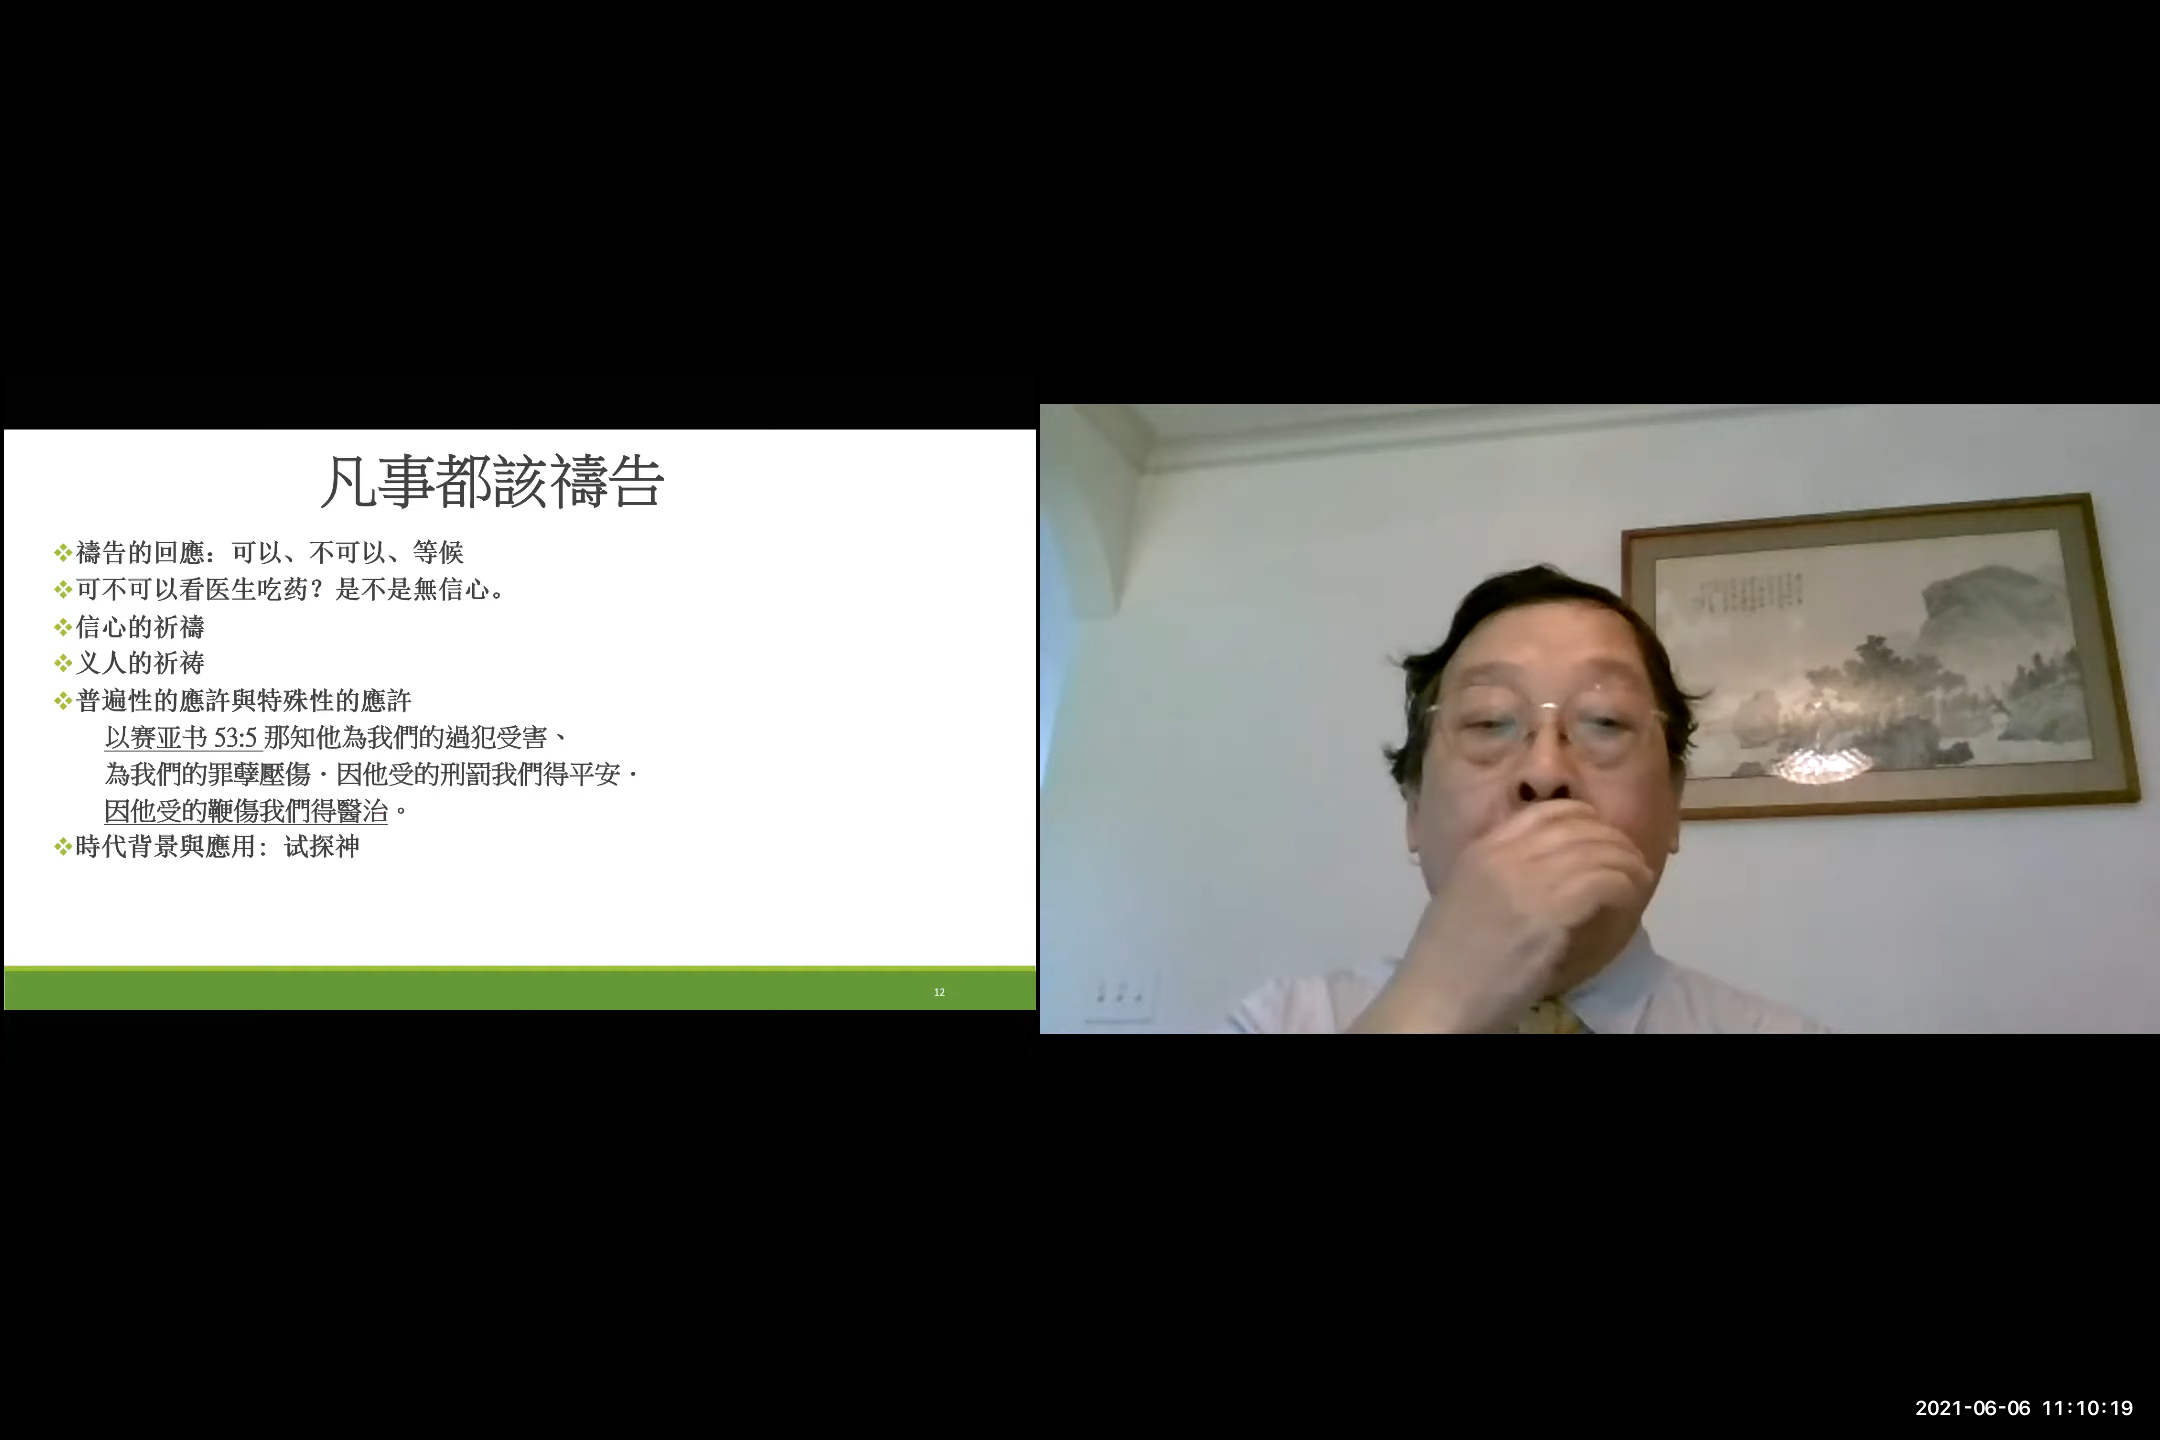 凡事都該禱告
❖禱告的回應：可以、不可以、等候
❖可不可以看医生吃药？是不是無信心。
❖信心的祈禱
❖义人的祈祷
❖普遍性的應許與特殊性的應許
以赛亚书 53:5 那知他為我們的過犯受害、
為我們的罪孽壓傷．因他受的刑罰我們得平安．
因他受的鞭傷我們得醫治。
❖時代背景與應用：试探神
12
2021-06-06 11:10:19